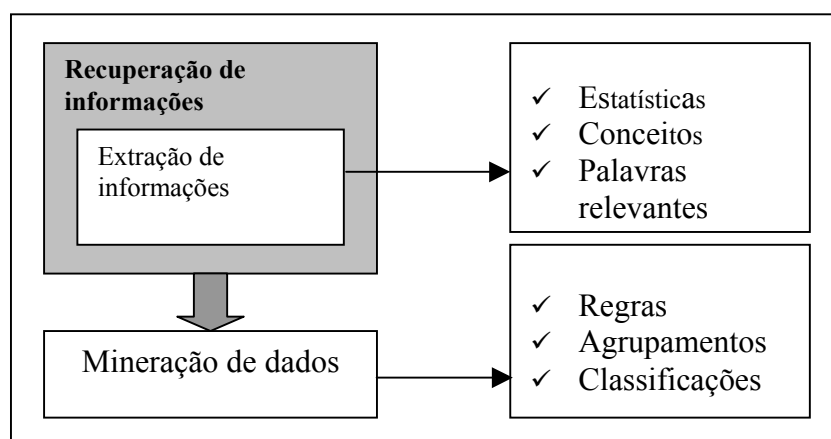 Recuperação de
informações
Extração de
informações
✓ Estatísticas
✓ Conceitos
✓ Palavras
relevantes
Mineração de dados
✓ Regras
✓ Agrupamentos
✓ Classificações